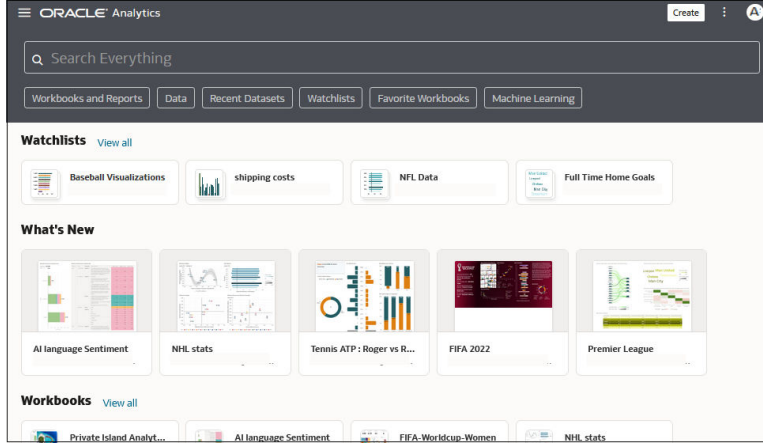 ORACLE Analytics
Create
A
Search Everything
Workbooks and Reports
Data
Recent Datasets
Watchlists
Favorite Workbooks
Machine Learning
Watchlists View all
Baseball Visualizations
shipping costs
NFL Data
Full Time Home Goals
What's New
AI language Sentiment
NHL stats
Tennis ATP : Roger vs R...
FIFA 2022
Premier League
Workbooks View all
Private Island Analyt...
AI language Sentiment
FIFA-Worldcup-Women
NHL stats